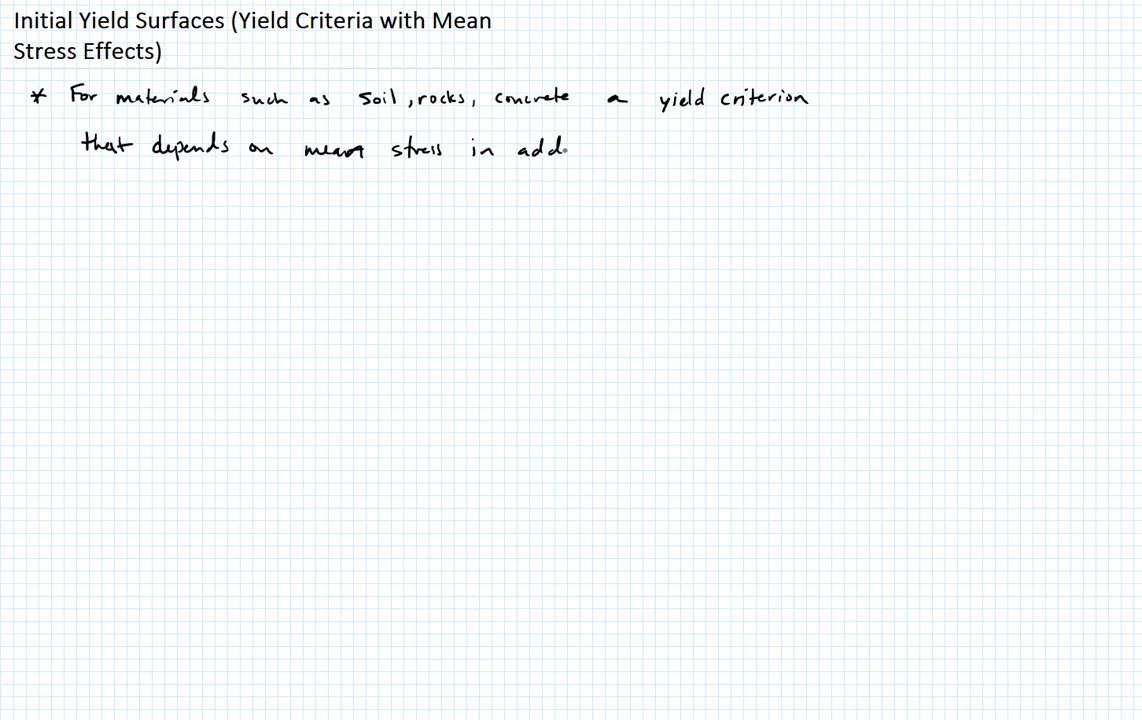 Initial Yield Surfaces (Yield Criteria with Mean
Stress Effects)
* For materials such as soil, rocks, concrete a yield criterion
that depends on mean stress in add